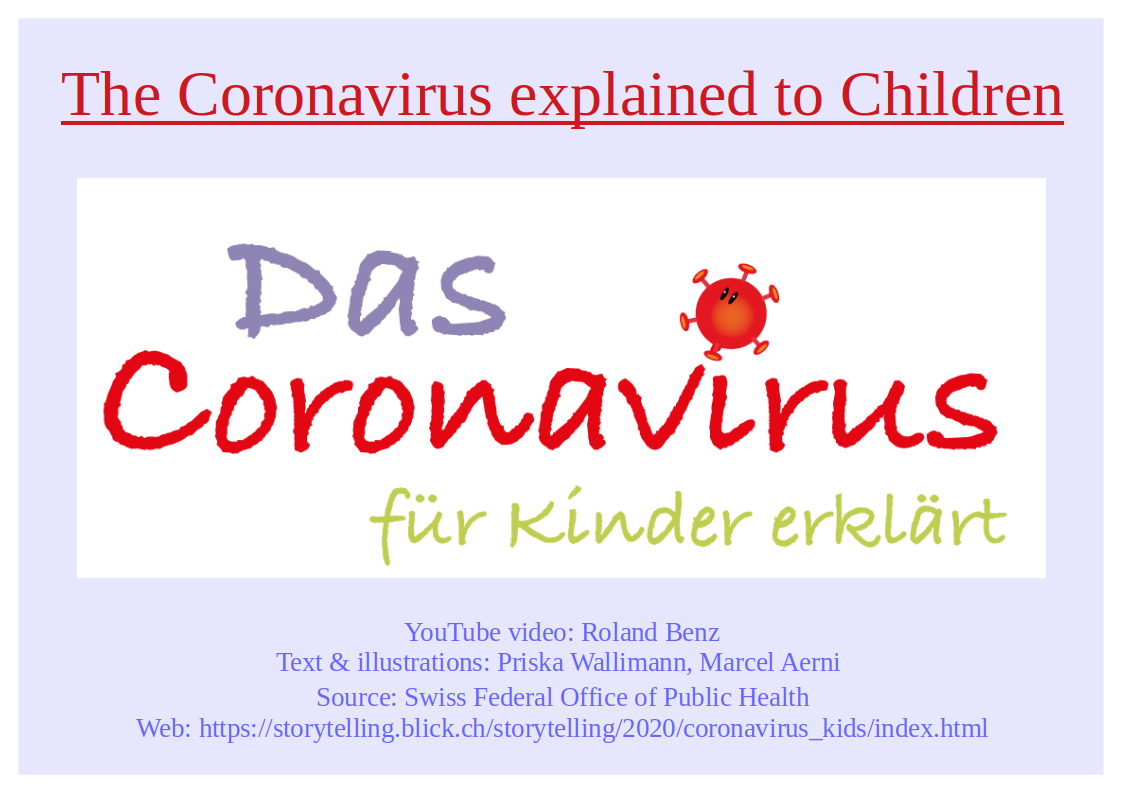 The Coronavirus explained to Children
Das
Coronavirus
für Kinder erklärt
YouTube video: Roland Benz
Text & illustrations: Priska Wallimann, Marcel Aerni
Source: Swiss Federal Office of Public Health
Web: https://storytelling.blick.ch/storytelling/2020/coronavirus_kids/index.html